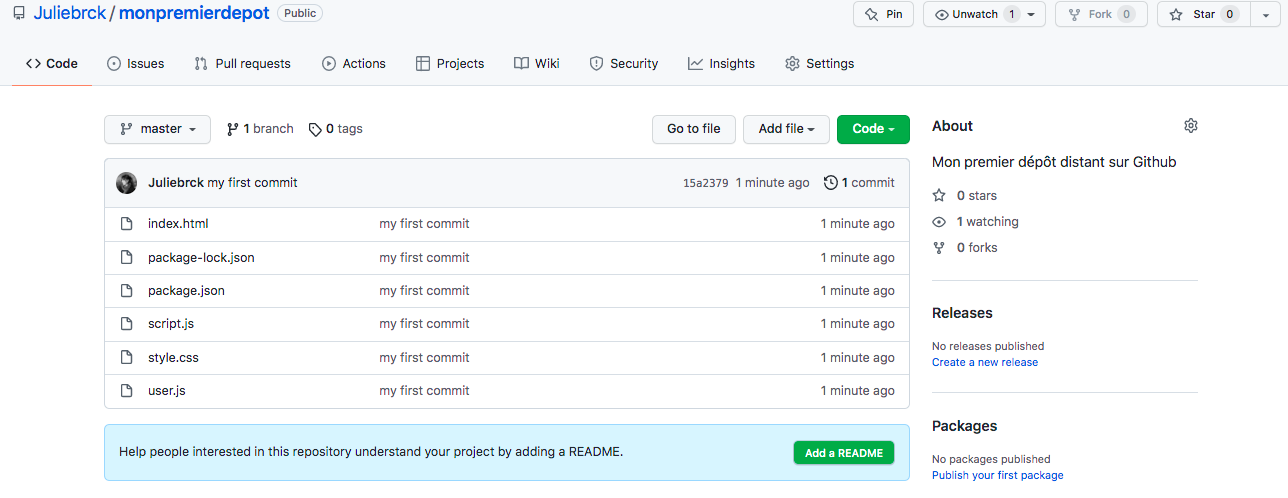 Juliebrck / monpremierdepot Public Pin Unwatch 1 Fork 0 Star 0
Code Issues Pull requests Actions Projects Wiki Security Insights Settings
master 1 branch 0 tags Go to file Add file Code
Juliebrck my first commit 15a2379 1 minute ago 1 commit
index.html my first commit 1 minute ago
package-lock.json my first commit 1 minute ago
package.json my first commit 1 minute ago
script.js my first commit 1 minute ago
style.css my first commit 1 minute ago
user.js my first commit 1 minute ago
Help people interested in this repository understand your project by adding a README. Add a README
About
Mon premier dépôt distant sur Github
0 stars
1 watching
0 forks
Releases
No releases published
Create a new release
Packages
No packages published
Publish your first package